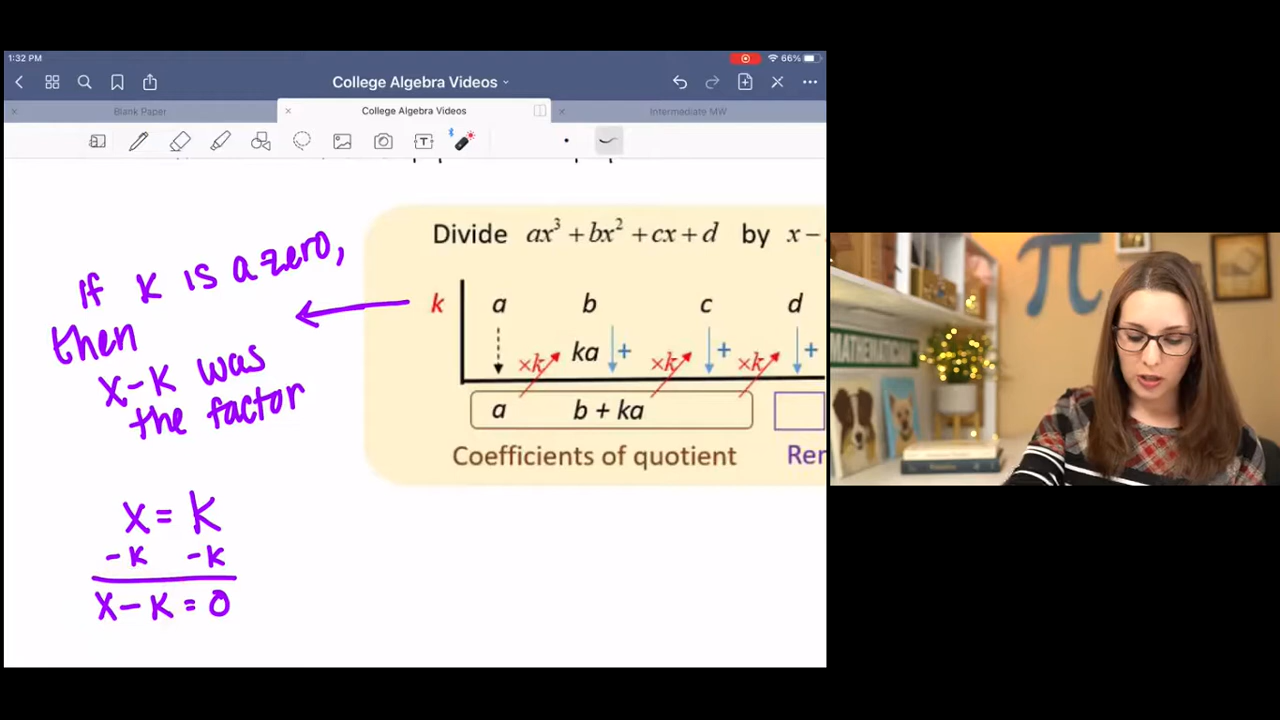 1:32 PM
66%
College Algebra Videos
Blank Paper
College Algebra Videos
Intermediate MW
T
Divide ax³ + bx² + cx + d by x −
k a b c d
×k ka + ×k + ×k +
a b + ka
Coefficients of quotient
Rer
If K is a zero,
then
x-K was
the factor
x = K
-K -K
x-K = 0
MATHEMATICIAN